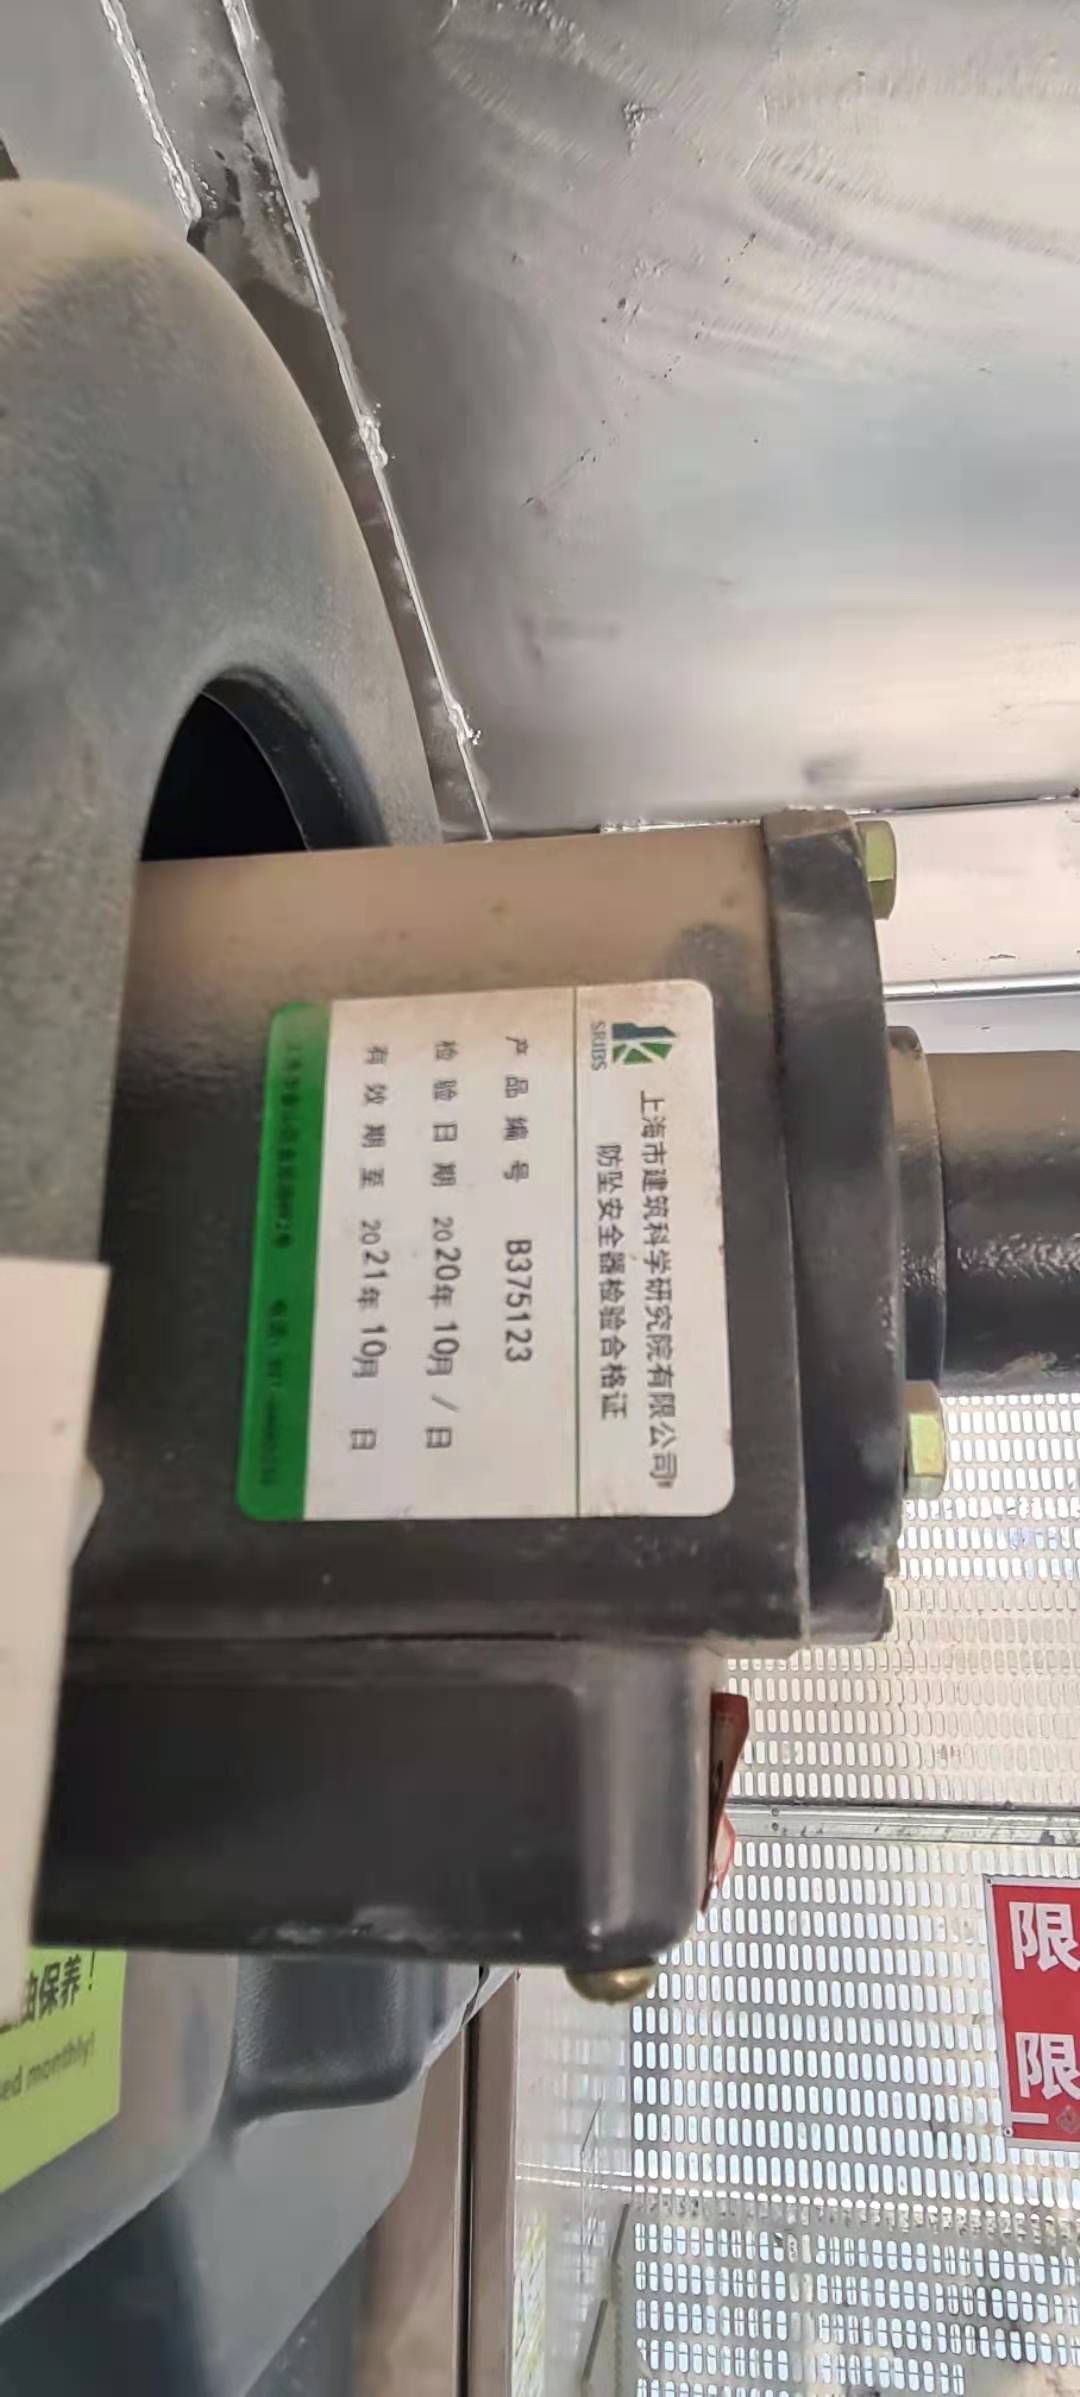 SRIBS
上海市建筑科学研究院有限公司
防坠安全器检验合格证
产品编号 B375123
检验日期 2020年10月/日
有效期至 2021年10月 日
油保养！
ed monthly!
限
限